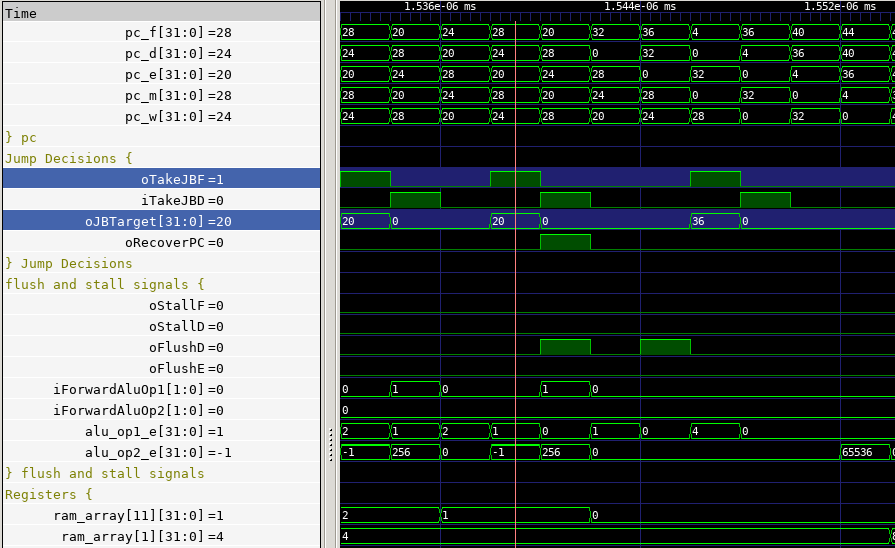 Time 1.536e-06 ms 1.544e-06 ms 1.552e-06 ms
pc_f[31:0] =28 28 20 24 28 20 32 36 4 36 40 44
pc_d[31:0] =24 24 28 20 24 28 0 32 0 4 36 40
pc_e[31:0] =20 20 24 28 20 24 28 0 32 0 4 36
pc_m[31:0] =28 28 20 24 28 20 24 28 0 32 0 4
pc_w[31:0] =24 24 28 20 24 28 20 24 28 0 32 0
} pc
Jump Decisions {
oTakeJBF =1
iTakeJBD =0
oJBTarget[31:0] =20 20 0 20 0 36 0
oRecoverPC =0
} Jump Decisions
flush and stall signals {
oStallF =0
oStallD =0
oFlushD =0
oFlushE =0
iForwardAluOp1[1:0] =0 0 1 0 1 0
iForwardAluOp2[1:0] =0 0
alu_op1_e[31:0] =1 2 1 2 1 0 1 0 4 0
alu_op2_e[31:0] =-1 -1 256 0 -1 256 0 65536
} flush and stall signals
Registers {
ram_array[11][31:0] =1 2 1 0
ram_array[1][31:0] =4 4